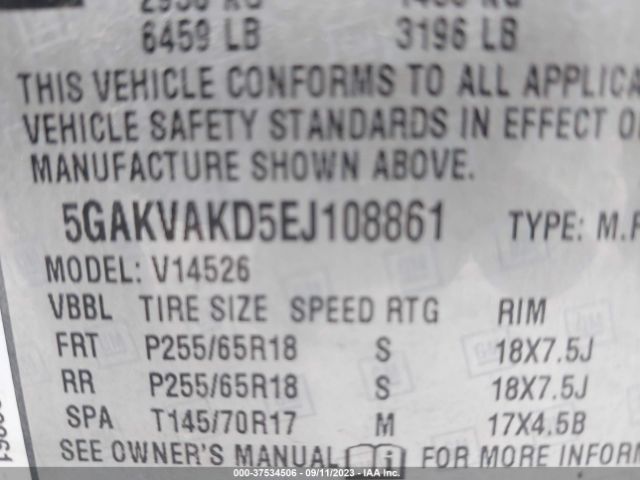 6459 LB 3196 LB
THIS VEHICLE CONFORMS TO ALL
VEHICLE SAFETY STANDARDS IN EFFECT
MANUFACTURE SHOWN ABOVE.
5GAKVAKD5EJ108861 TYPE:
MODEL: V14526
VBBL TIRE SIZE SPEED RTG RIM
FRT P255/65R18 S 18X7.5J
RR P255/65R18 S 18X7.5J
SPA T145/70R17 M 17X4.5B
SEE OWNER'S MANUAL FOR MORE
000-37534506 - 09/11/2023 - IAA Inc.